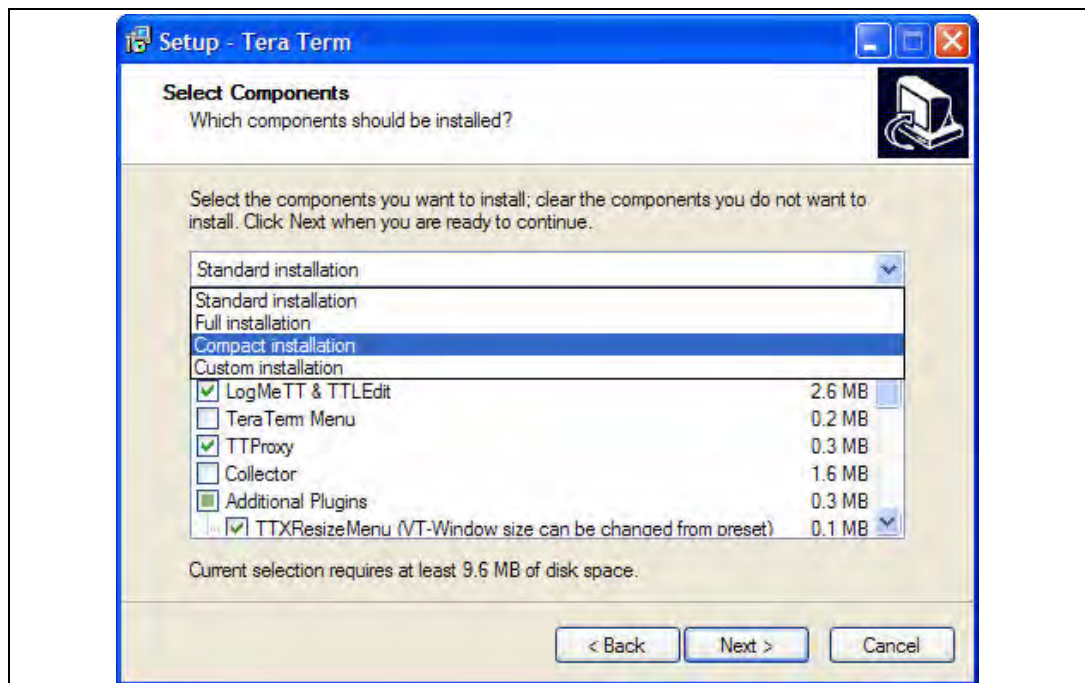 Setup - Tera Term
Select Components
Which components should be installed?
Select the components you want to install; clear the components you do not want to
install. Click Next when you are ready to continue.
Standard installation
Standard installation
Full installation
Compact installation
Custom installation
LogMeTT & TTLEdit 2.6 MB
TeraTerm Menu 0.2 MB
TTProxy 0.3 MB
Collector 1.6 MB
Additional Plugins 0.3 MB
TTXResizeMenu (VT-Window size can be changed from preset) 0.1 MB
Current selection requires at least 9.6 MB of disk space.
< Back Next > Cancel